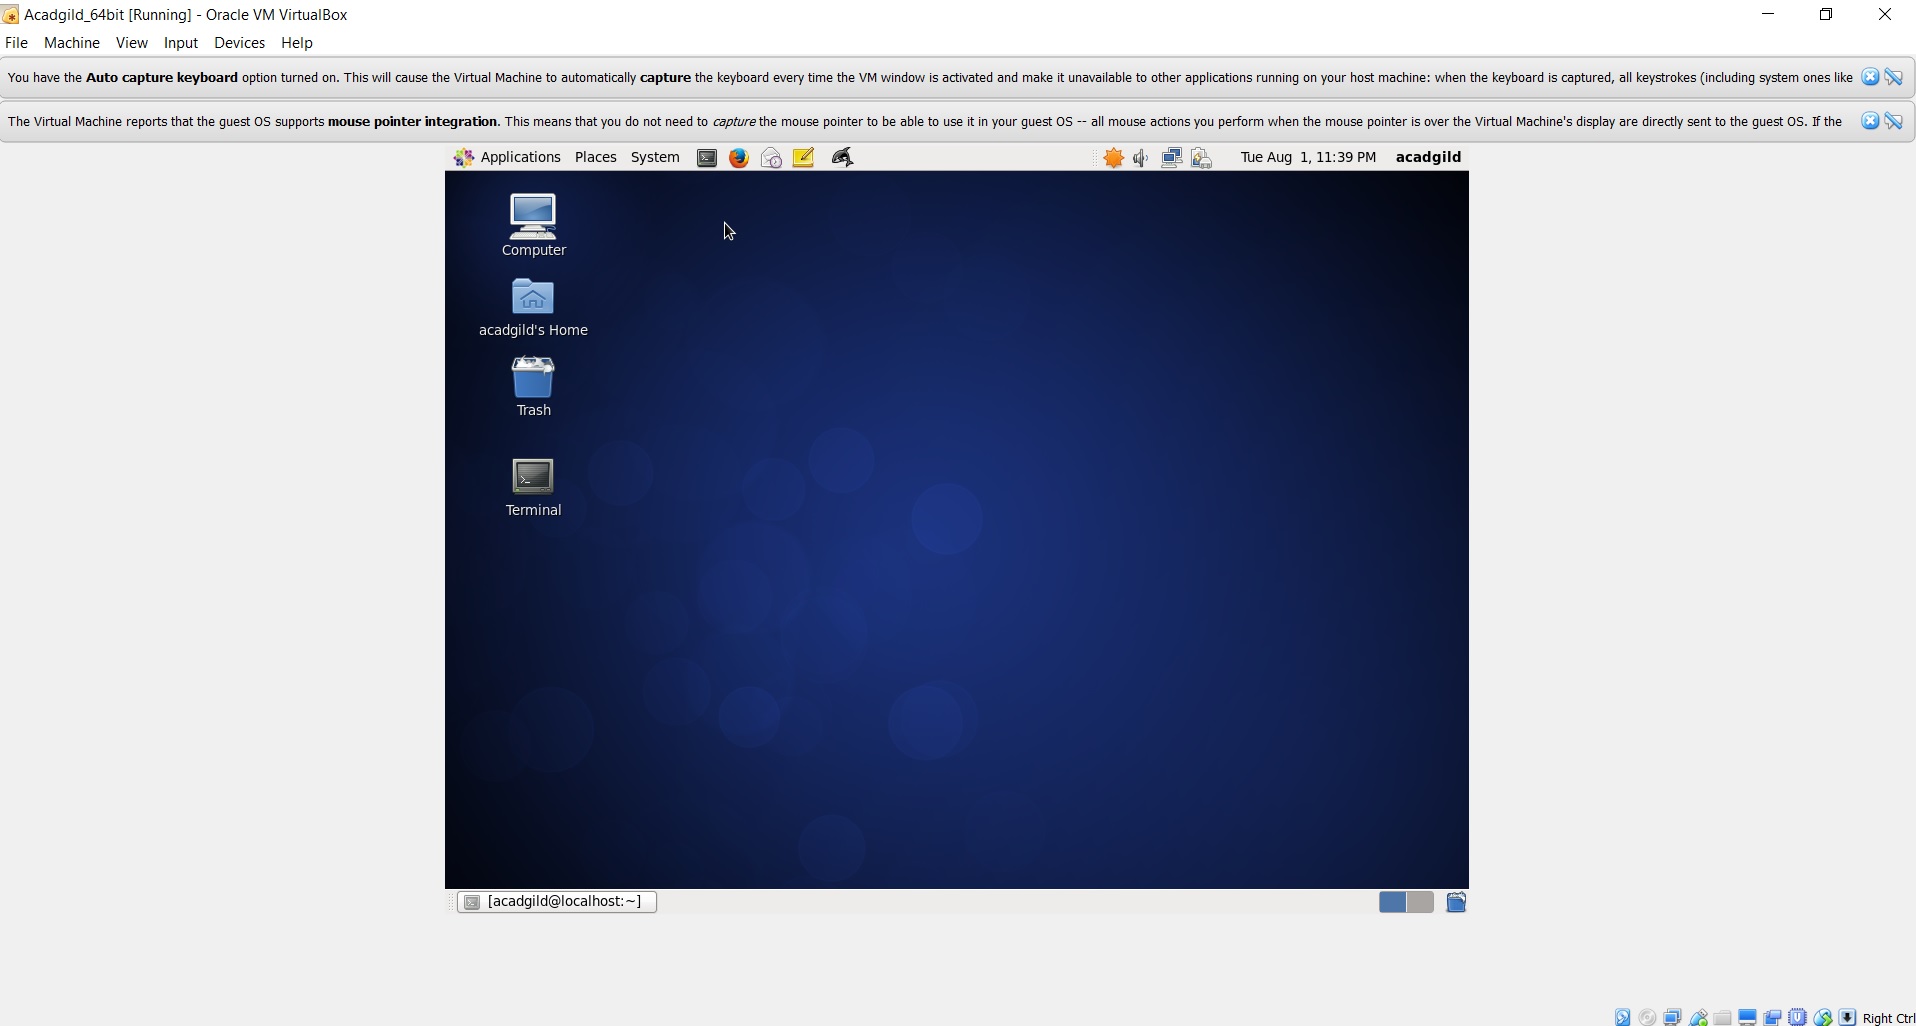 Acadgild_64bit [Running] - Oracle VM VirtualBox
File Machine View Input Devices Help
You have the Auto capture keyboard option turned on. This will cause the Virtual Machine to automatically capture the keyboard every time the VM window is activated and make it unavailable to other applications running on your host machine: when the keyboard is captured, all keystrokes (including system ones like
The Virtual Machine reports that the guest OS supports mouse pointer integration. This means that you do not need to capture the mouse pointer to be able to use it in your guest OS -- all mouse actions you perform when the mouse pointer is over the Virtual Machine's display are directly sent to the guest OS. If the
Applications Places System Tue Aug 1, 11:39 PM acadgild
Computer
acadgild's Home
Trash
Terminal
[acadgild@localhost:~]
Right Ctrl